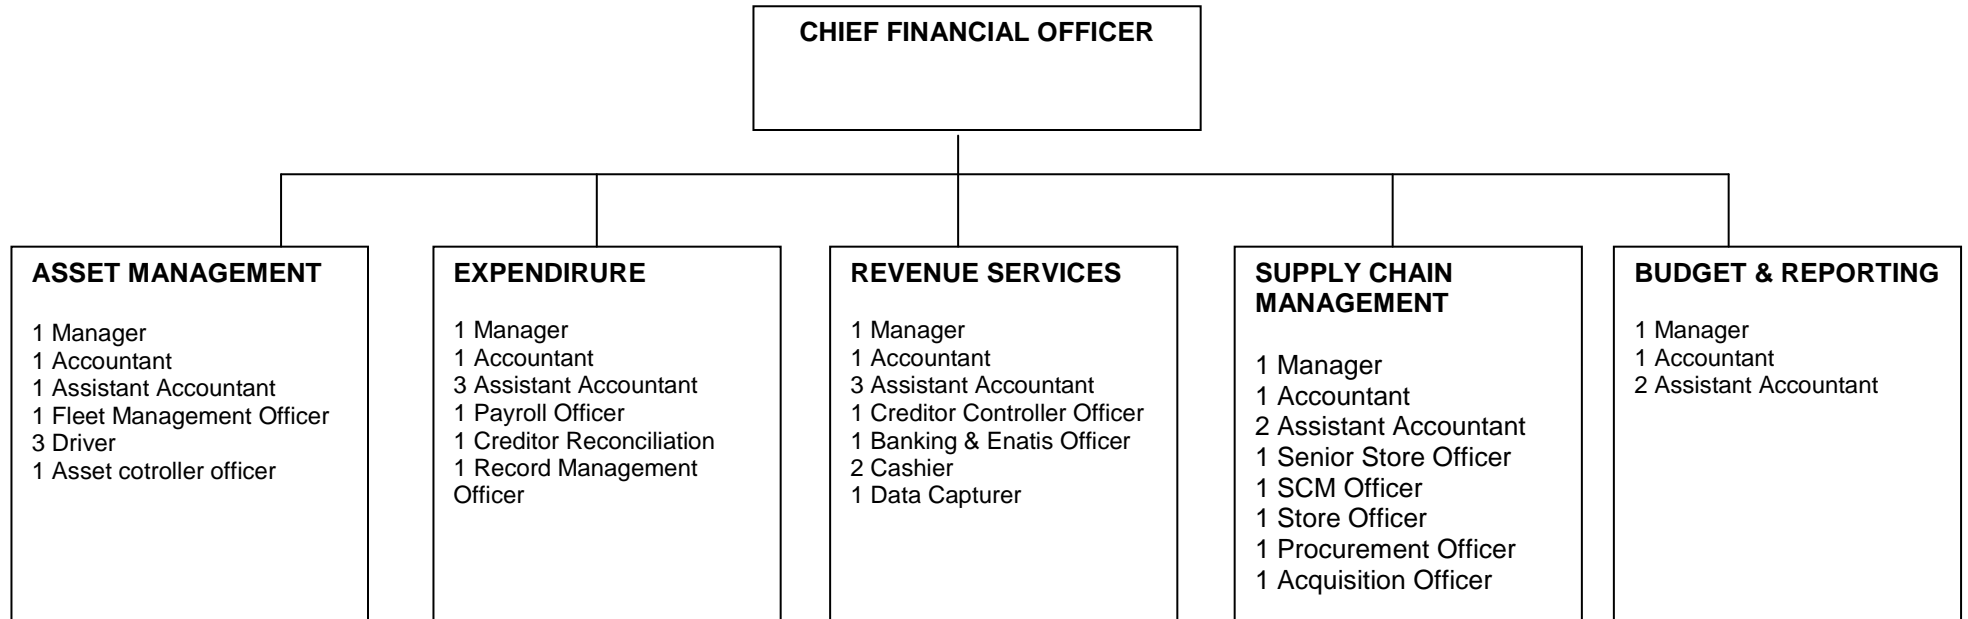 CHIEF FINANCIAL OFFICER
ASSET MANAGEMENT
1 Manager
1 Accountant
1 Assistant Accountant
1 Fleet Management Officer
3 Driver
1 Asset cotroller officer
EXPENDIRURE
1 Manager
1 Accountant
3 Assistant Accountant
1 Payroll Officer
1 Creditor Reconciliation
1 Record Management
Officer
REVENUE SERVICES
1 Manager
1 Accountant
3 Assistant Accountant
1 Creditor Controller Officer
1 Banking & Enatis Officer
2 Cashier
1 Data Capturer
SUPPLY CHAIN
MANAGEMENT
1 Manager
1 Accountant
2 Assistant Accountant
1 Senior Store Officer
1 SCM Officer
1 Store Officer
1 Procurement Officer
1 Acquisition Officer
BUDGET & REPORTING
1 Manager
1 Accountant
2 Assistant Accountant